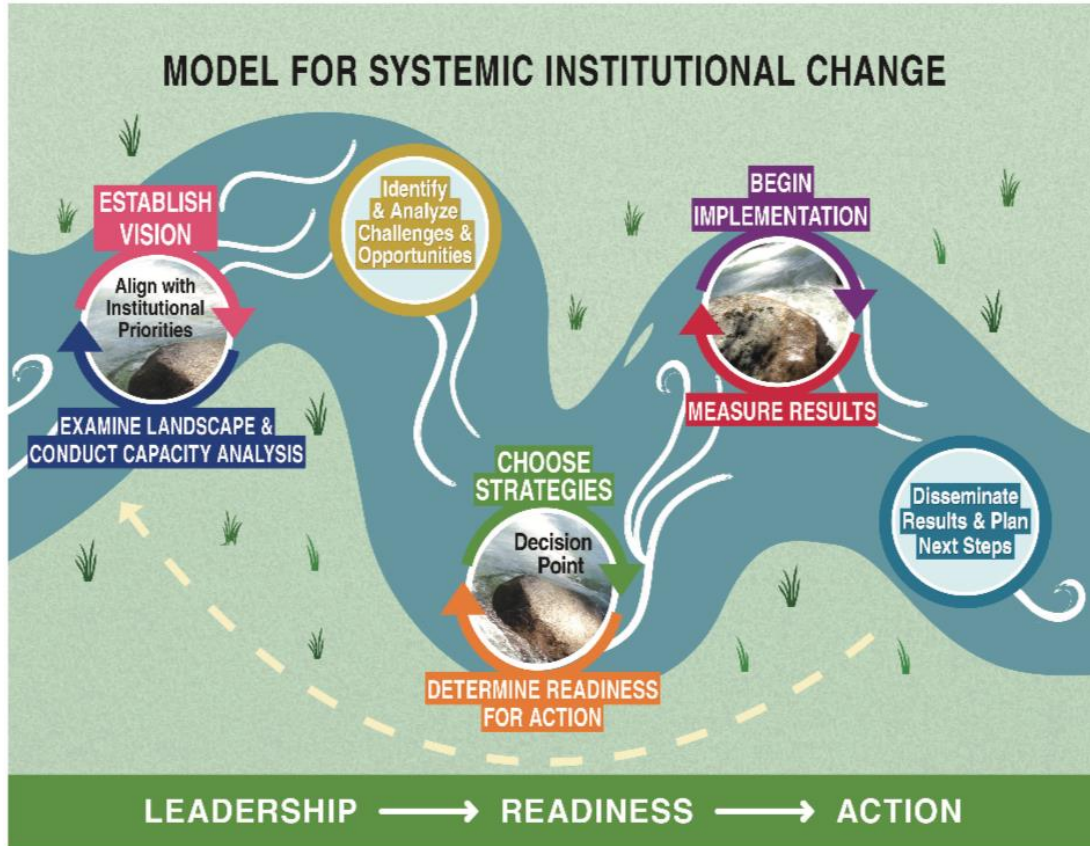 MODEL FOR SYSTEMIC INSTITUTIONAL CHANGE
ESTABLISH
VISION
Align with
Institutional
Priorities
EXAMINE LANDSCAPE &
CONDUCT CAPACITY ANALYSIS
Identify
& Analyze
Challenges &
Opportunities
CHOOSE
STRATEGIES
Decision
Point
DETERMINE READINESS
FOR ACTION
BEGIN
IMPLEMENTATION
MEASURE RESULTS
Disseminate
Results & Plan
Next Steps
LEADERSHIP → READINESS → ACTION